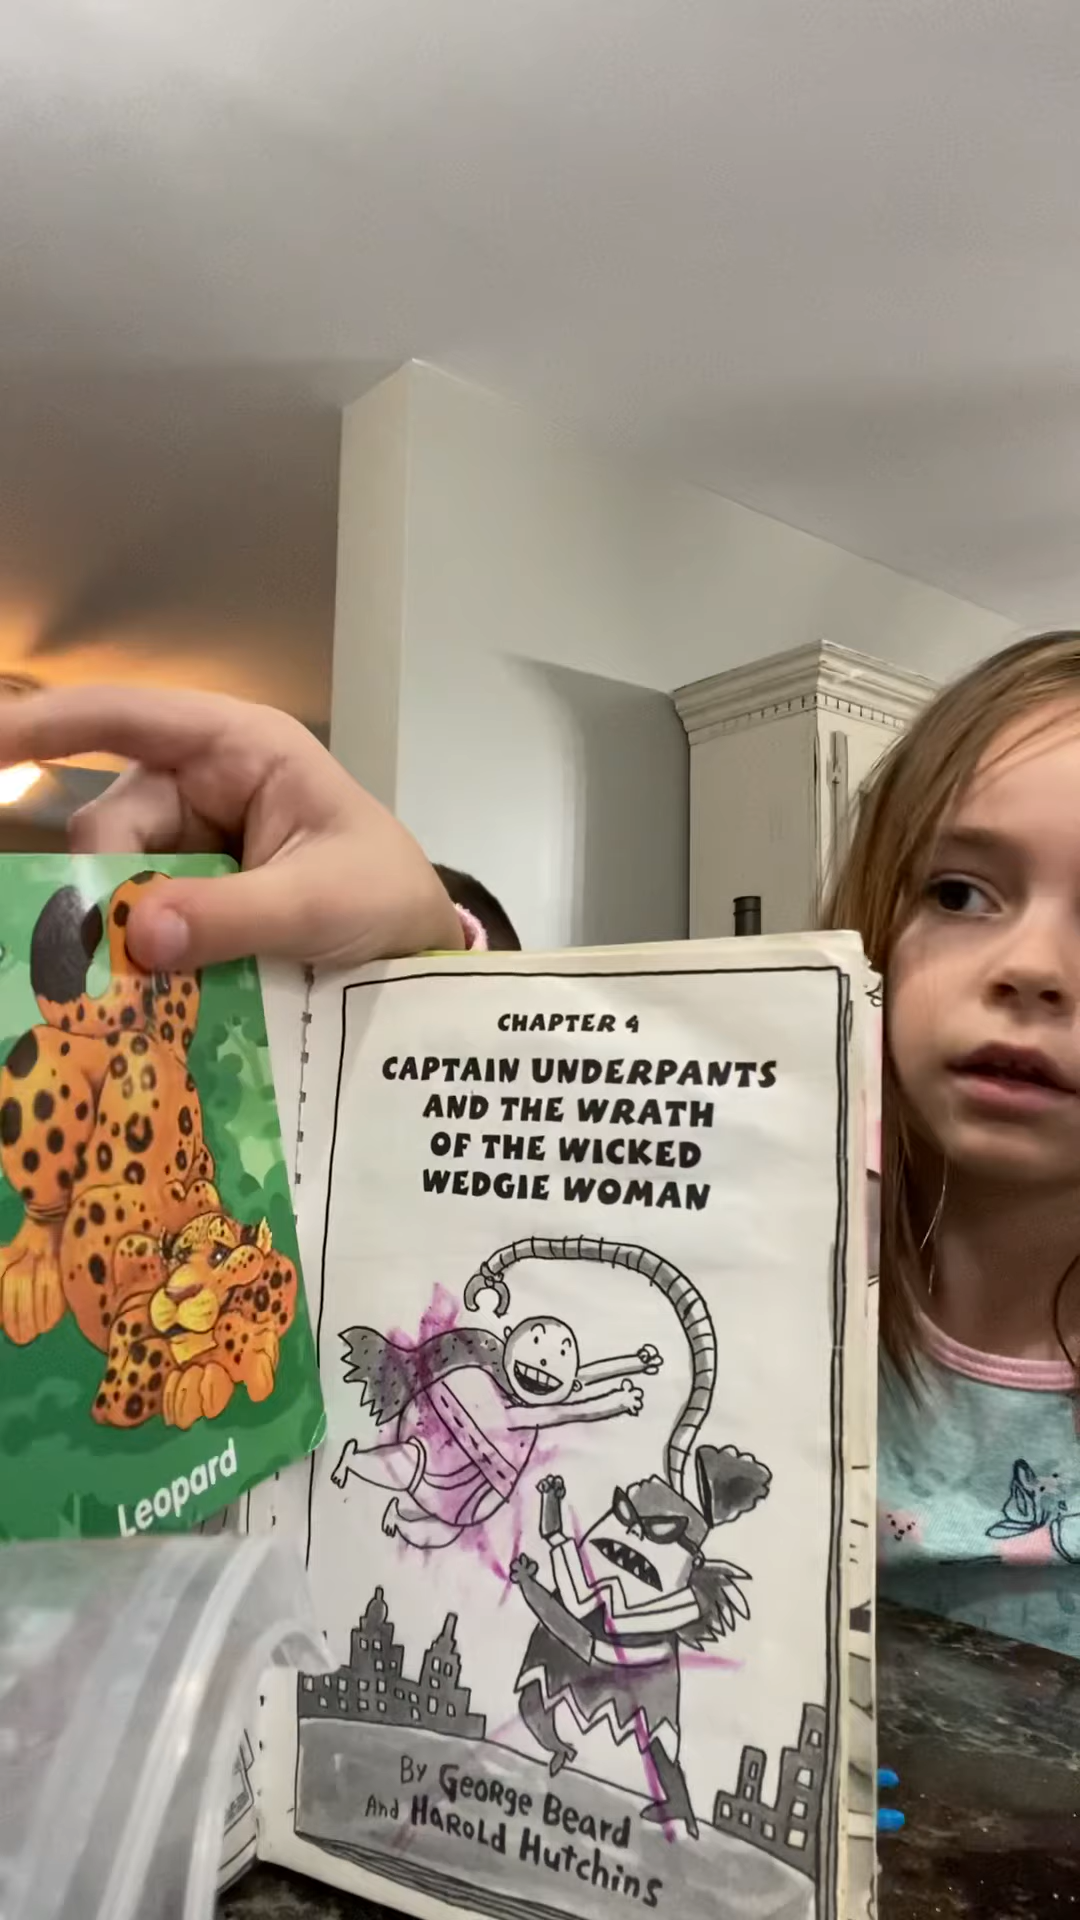 CHAPTER 4
CAPTAIN UNDERPANTS
AND THE WRATH
OF THE WICKED
WEDGIE WOMAN
Leopard
By GeoRge Beard
And HaRoLd Hutchins